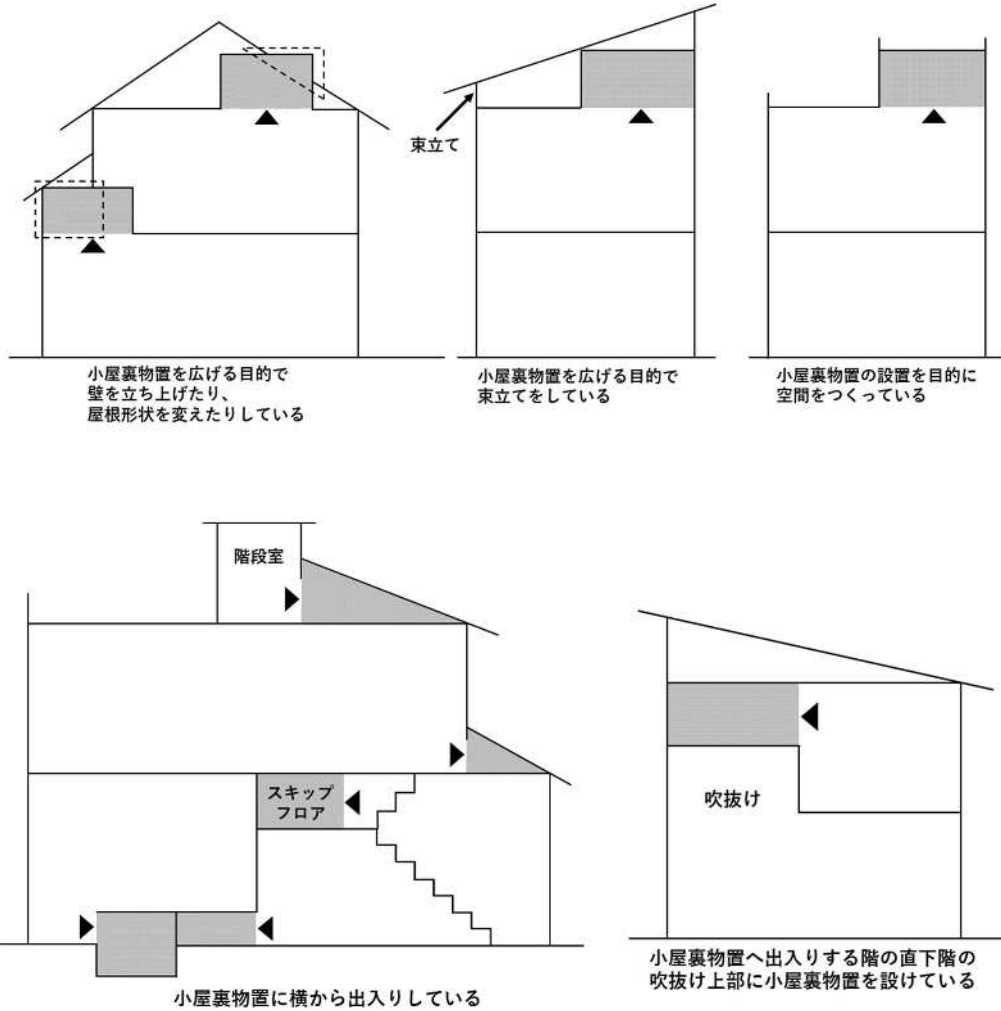 束立て
小屋裏物置を広げる目的で
壁を立ち上げたり、
屋根形状を変えたりしている
小屋裏物置を広げる目的で
束立てをしている
小屋裏物置の設置を目的に
空間をつくっている
階段室
スキップ
フロア
吹抜け
小屋裏物置に横から出入りしている
小屋裏物置へ出入りする階の直下階の
吹抜け上部に小屋裏物置を設けている